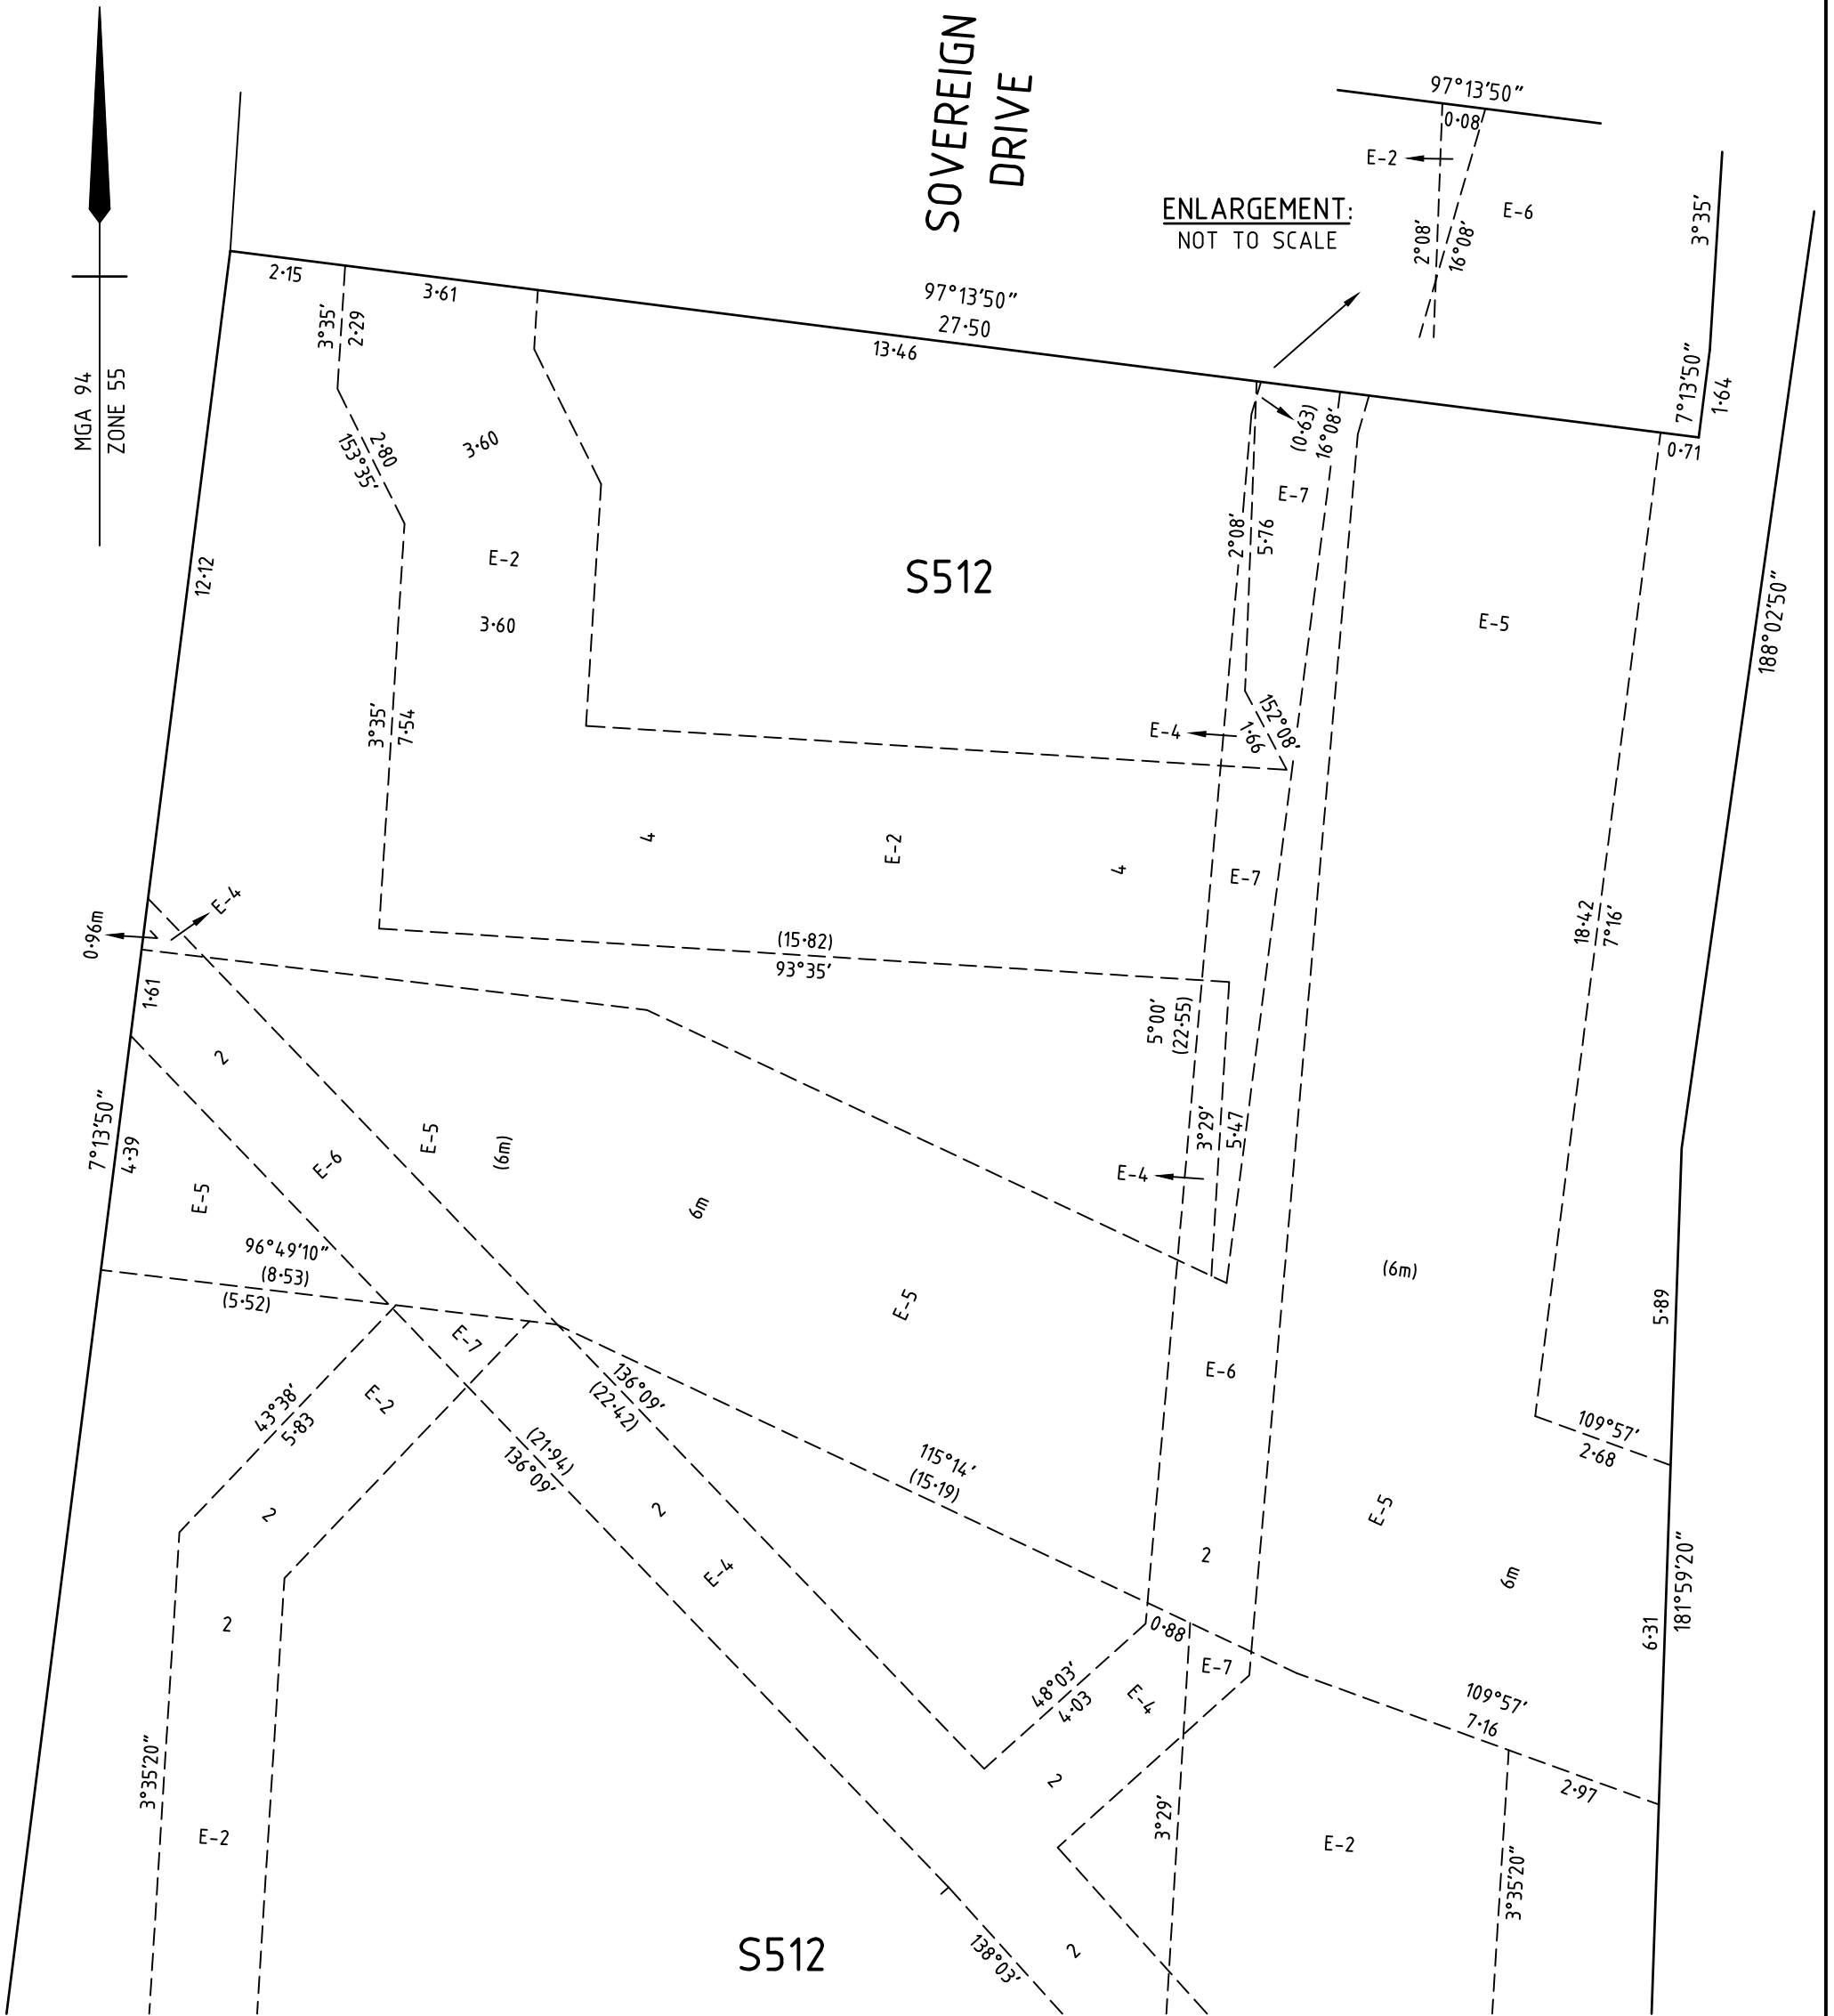 SOVEREIGN
DRIVE
97°13'50"
0·08
E-2
E-6
2°08'
16°08'
3°35'
ENLARGEMENT:
NOT TO SCALE
MGA 94
ZONE 55
2·15
3·61
97°13'50"
27·50
13·46
3°35'
2·29
7°13'50"
1·64
0·71
(0·63)
16°08'
2·80
153°35'
3·60
E-7
E-2
2°08'
5·76
S512
12·12
3·60
E-5
188°02'50"
3°35'
7·54
E-4
152°08'
1·66
4
E-2
4
E-7
E-4
0·96m
18·42
7°16'
(15·82)
93°35'
1·61
5°00'
(22·55)
2
7°13'50"
4·39
E-6
E-5
(6m)
3°29'
5·47
E-4
E-5
6m
96°49'10"
(8·53)
(5·52)
(6m)
E-5
5·89
E-7
E-2
43°38'
5·83
136°09'
(22·42)
E-6
109°57'
2·68
(21·94)
136°09'
115°14'
(15·19)
2
2
E-5
2
E-4
2
6m
181°59'20"
6·31
0·88
E-7
48°03'
4·03
E-4
109°57'
7·16
2·97
3°35'20"
2
3°29'
E-2
E-2
3°35'20"
S512
138°03'
2